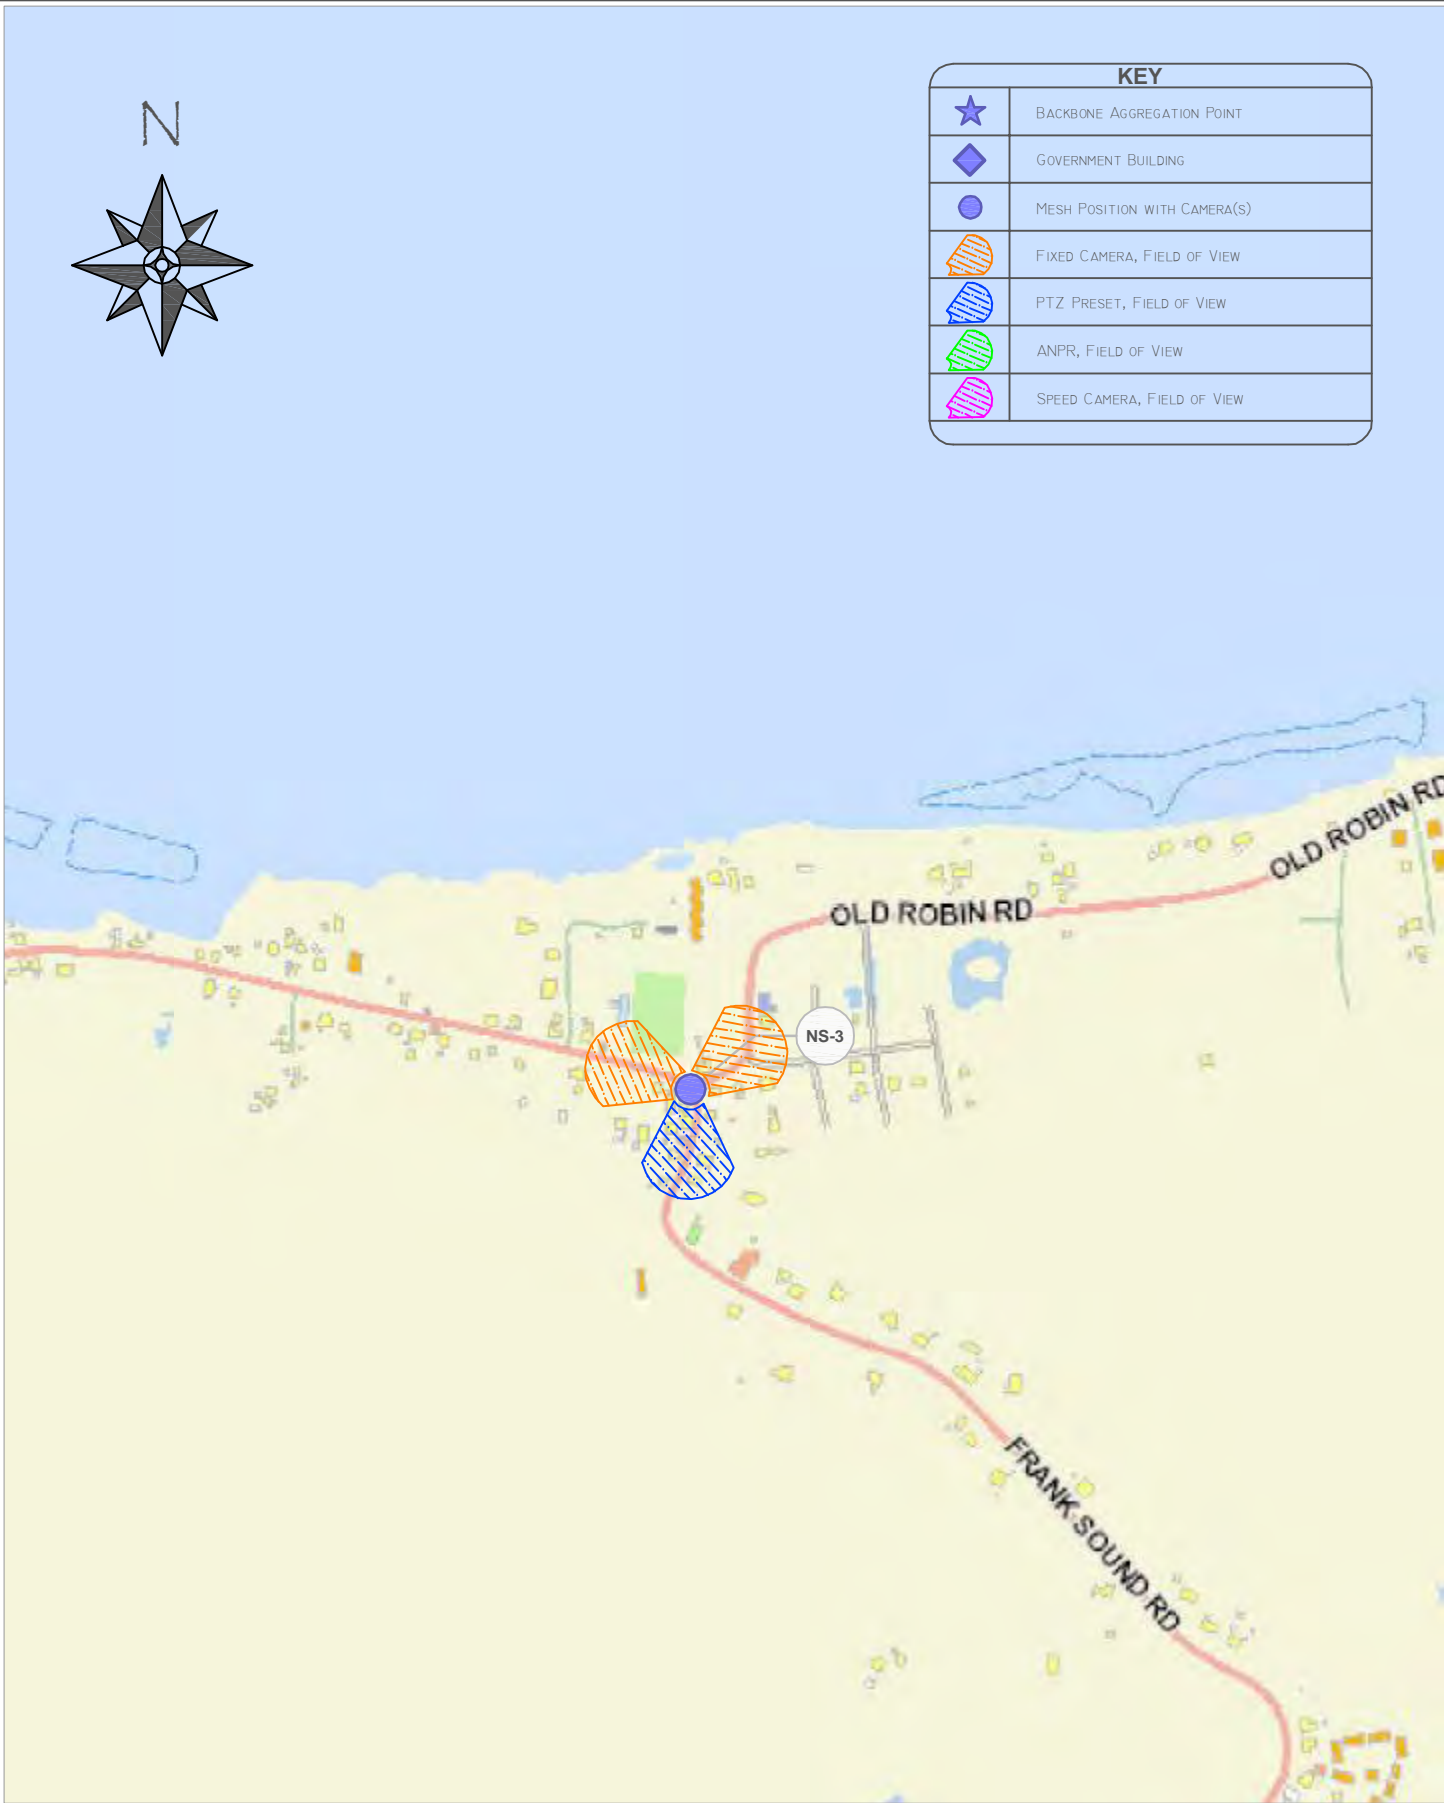 N
KEY
BACKBONE AGGREGATION POINT
GOVERNMENT BUILDING
MESH POSITION WITH CAMERA(S)
FIXED CAMERA, FIELD OF VIEW
PTZ PRESET, FIELD OF VIEW
ANPR, FIELD OF VIEW
SPEED CAMERA, FIELD OF VIEW
OLD ROBIN RD
OLD ROBIN RD
NS-3
FRANK SOUND RD